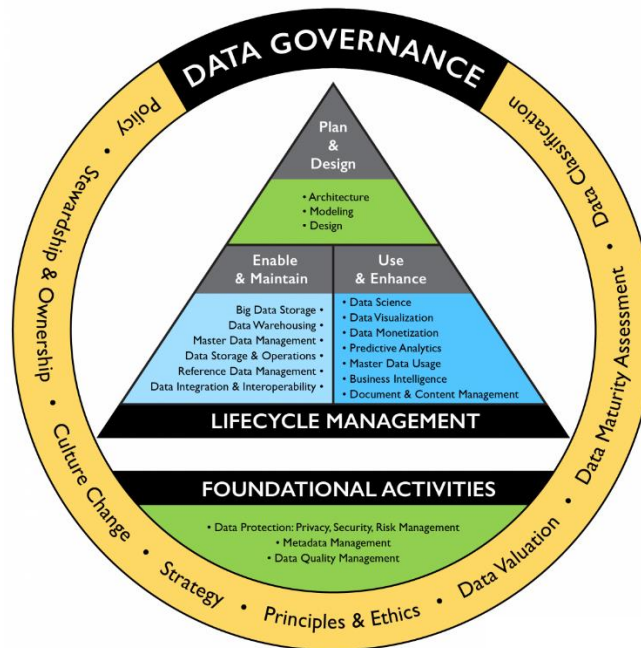 DATA GOVERNANCE
Policy • Stewardship & Ownership • Culture Change • Strategy • Principles & Ethics • Data Valuation • Data Maturity Assessment • Data Classification
Plan
&
Design
• Architecture
• Modeling
• Design
Enable
& Maintain
Big Data Storage •
Data Warehousing •
Master Data Management •
Data Storage & Operations •
Reference Data Management •
Data Integration & Interoperability •
Use
& Enhance
• Data Science
• Data Visualization
• Data Monetization
• Predictive Analytics
• Master Data Usage
• Business Intelligence
• Document & Content Management
LIFECYCLE MANAGEMENT
FOUNDATIONAL ACTIVITIES
• Data Protection: Privacy, Security, Risk Management
• Metadata Management
• Data Quality Management